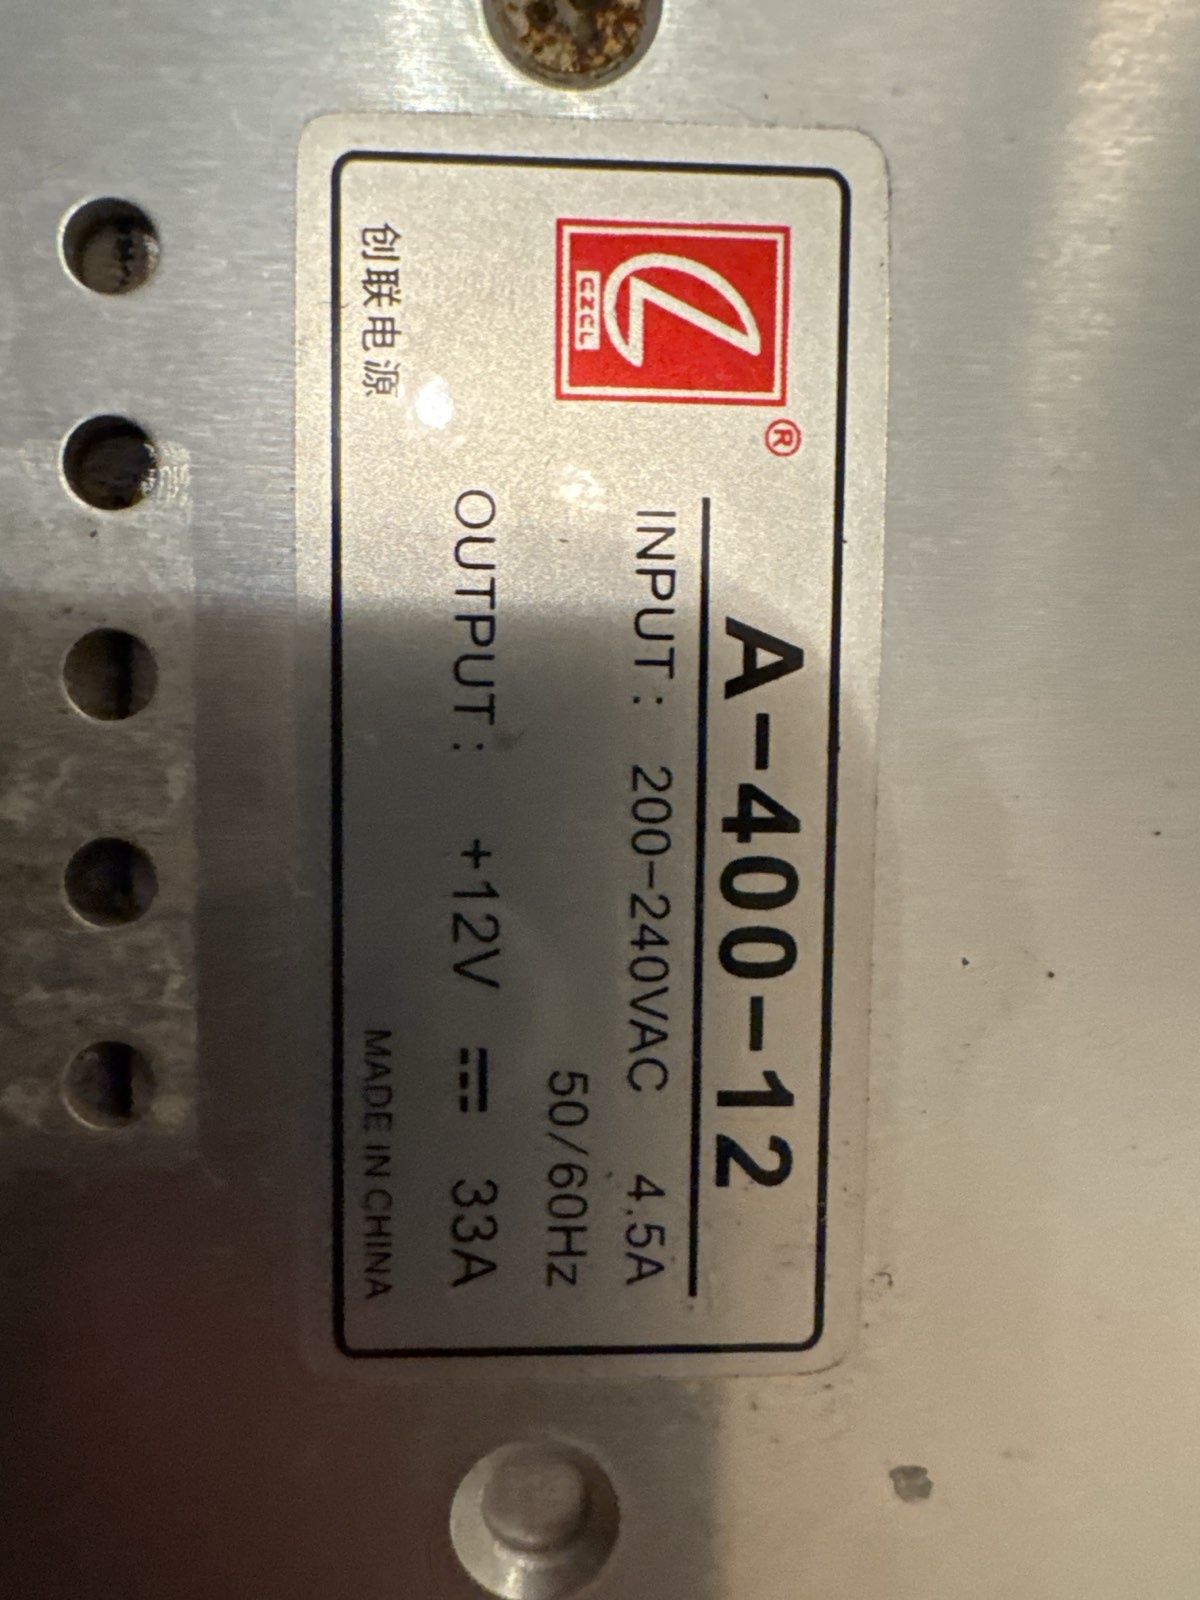 CZCL
®
A-400-12
INPUT: 200-240VAC 4.5A
50/60Hz
OUTPUT: +12V ⎓ 33A
创联电源
MADE IN CHINA